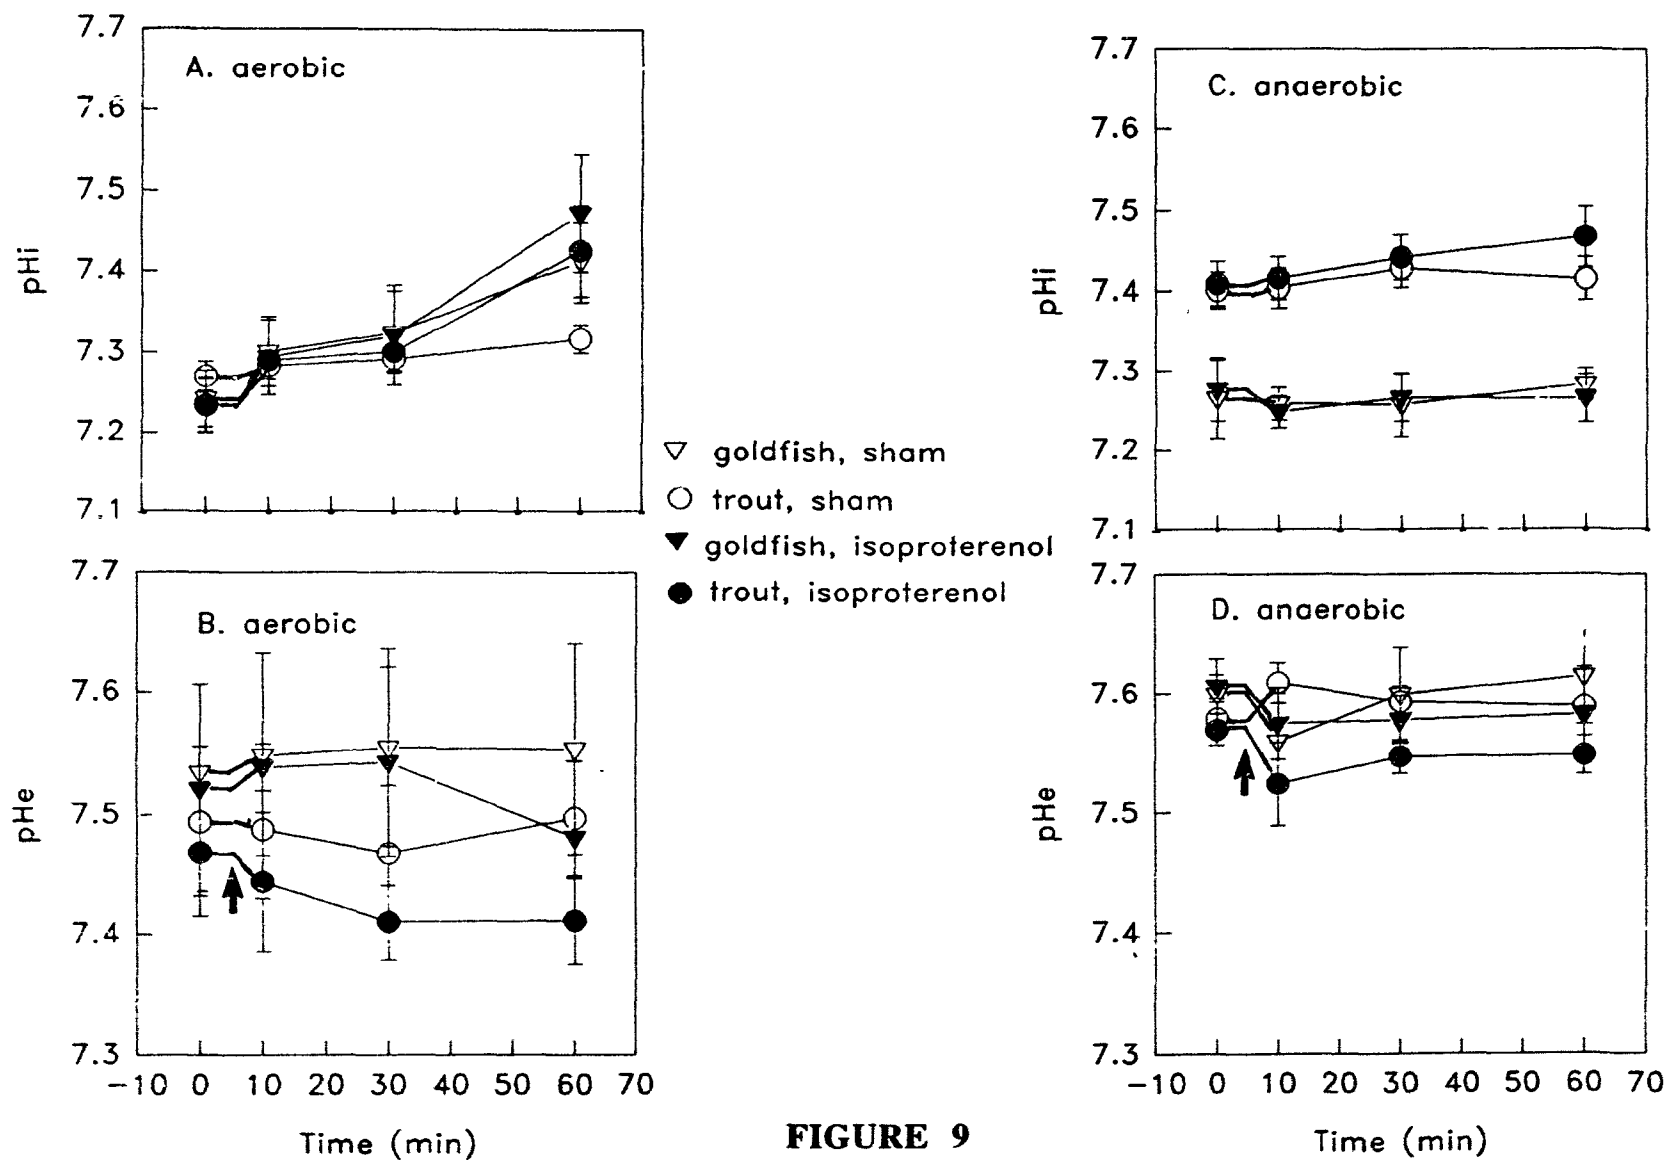 A. aerobic
7.7
7.6
7.5
7.4
7.3
7.2
7.1
pHi
B. aerobic
7.7
7.6
7.5
7.4
7.3
pHe
-10 0 10 20 30 40 50 60 70
Time (min)
goldfish, sham
trout, sham
goldfish, isoproterenol
trout, isoproterenol
C. anaerobic
7.7
7.6
7.5
7.4
7.3
7.2
7.1
pHi
D. anaerobic
7.7
7.6
7.5
7.4
7.3
pHe
-10 0 10 20 30 40 50 60 70
Time (min)
FIGURE 9